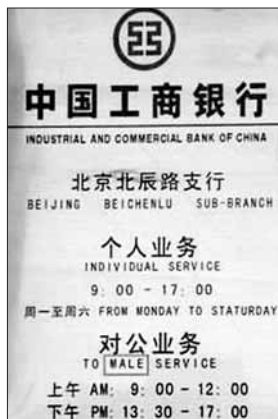 中国工商银行
INDUSTRIAL AND COMMERCIAL BANK OF CHINA
北京北辰路支行
BEIJING BEICHENLU SUB-BRANCH
个人业务
INDIVIDUAL SERVICE
9: 00 - 17: 00
周一至周六 FROM MONDAY TO STATURDAY
对公业务
TO MALE SERVICE
上午 AM: 9: 00 - 12: 00
下午 PM: 13: 30 - 17: 00